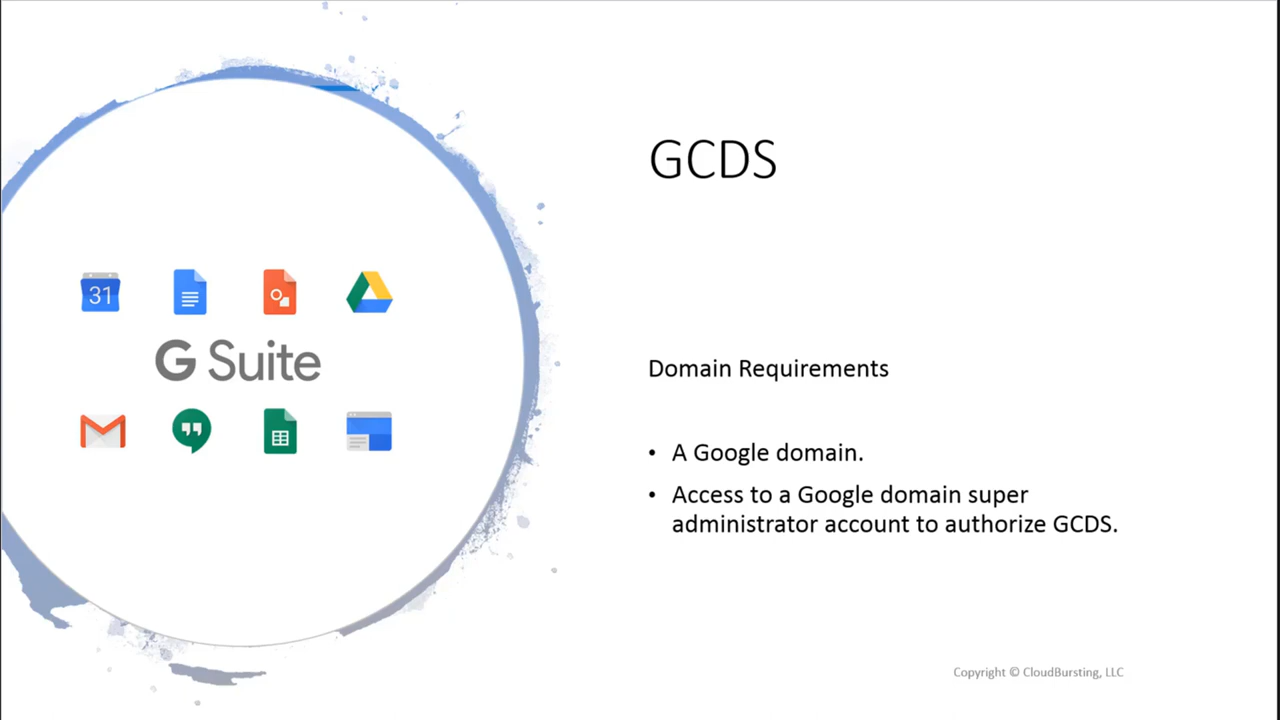 GCDS
31
G Suite
Domain Requirements
• A Google domain.
• Access to a Google domain super
administrator account to authorize GCDS.
Copyright © CloudBursting, LLC